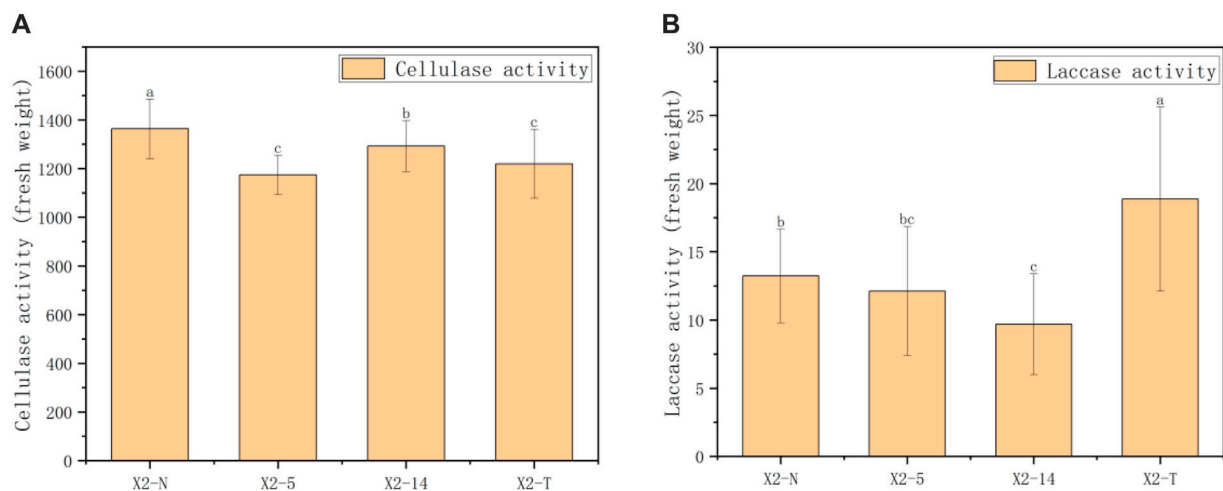 A
Cellulase activity (fresh weight)
1600
1400
1200
1000
800
600
400
200
0
Cellulase activity
a
c
b
c
X2-N
X2-5
X2-14
X2-T
B
Laccase activity (fresh weight)
30
25
20
15
10
5
0
Laccase activity
b
bc
c
a
X2-N
X2-5
X2-14
X2-T